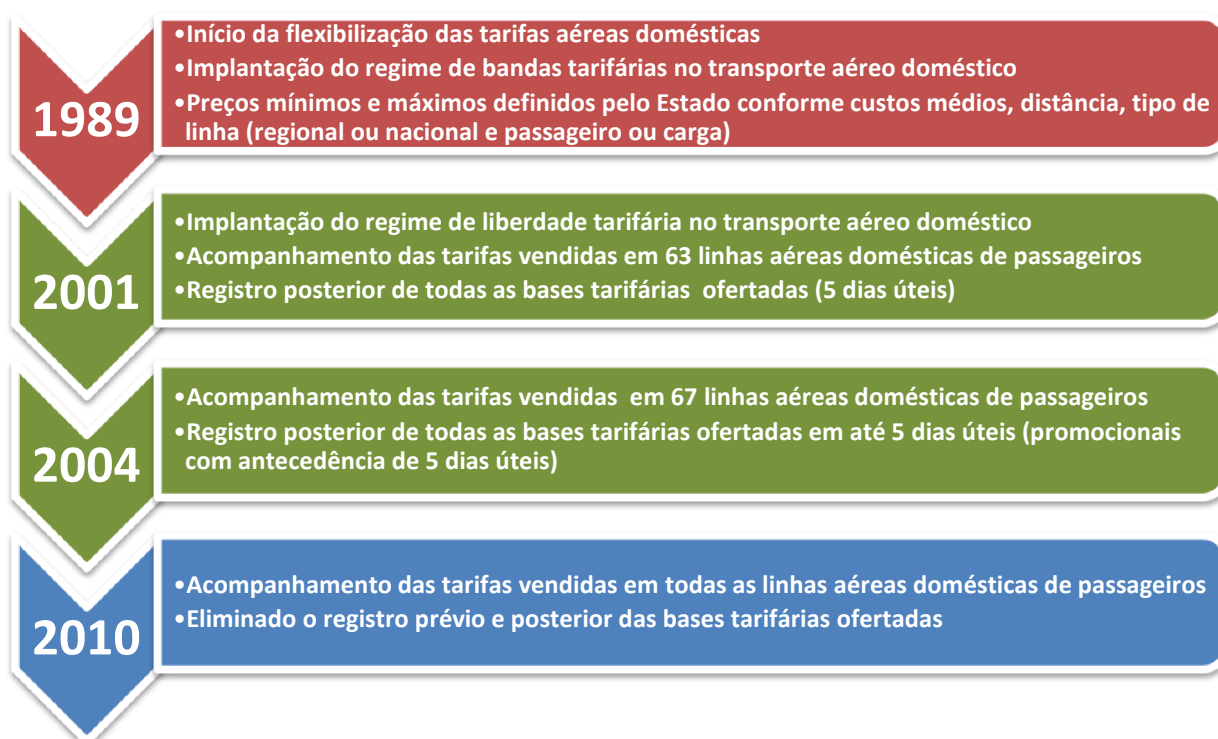 1989
•Início da flexibilização das tarifas aéreas domésticas
•Implantação do regime de bandas tarifárias no transporte aéreo doméstico
•Preços mínimos e máximos definidos pelo Estado conforme custos médios, distância, tipo de
linha (regional ou nacional e passageiro ou carga)
2001
•Implantação do regime de liberdade tarifária no transporte aéreo doméstico
•Acompanhamento das tarifas vendidas em 63 linhas aéreas domésticas de passageiros
•Registro posterior de todas as bases tarifárias ofertadas (5 dias úteis)
2004
•Acompanhamento das tarifas vendidas em 67 linhas aéreas domésticas de passageiros
•Registro posterior de todas as bases tarifárias ofertadas em até 5 dias úteis (promocionais
com antecedência de 5 dias úteis)
2010
•Acompanhamento das tarifas vendidas em todas as linhas aéreas domésticas de passageiros
•Eliminado o registro prévio e posterior das bases tarifárias ofertadas